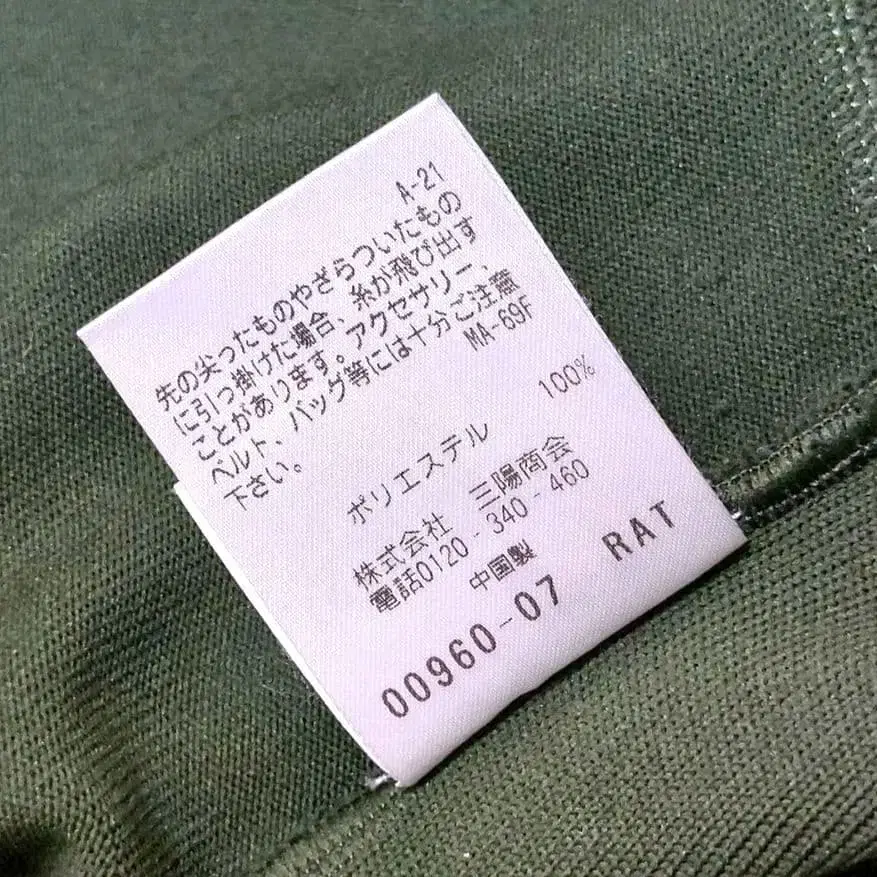 A-21
先の尖ったものやざらついたもの
に引っ掛けた場合、糸が飛び出す
ことがあります。アクセサリー、
ベルト、バッグ等には十分ご注意
下さい。
MA-69F
ポリエステル 100%
株式会社 三陽商会
電話0120-340-460
中国製
00960-07 RAT